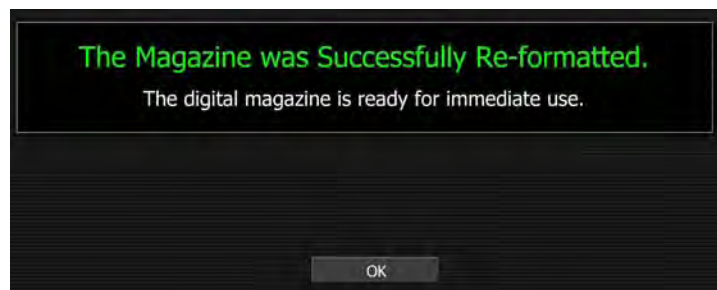 The Magazine was Successfully Re-formatted.
The digital magazine is ready for immediate use.
OK